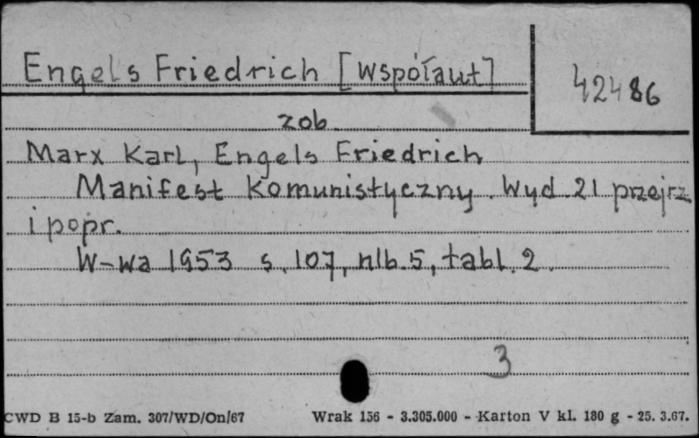 Engels Friedrich [współaut]
42486
zob
Marx Karl, Engels Friedrich
Manifest Komunistyczny. Wyd 21 przejrz
i popr.
W-wa 1953 s. 107, nlb. 5, tabl. 2.
3
CWD B 15-b Zam. 307/WD/On/67 Wrak 156 - 3.305.000 - Karton V kl. 180 g - 25. 3.67.